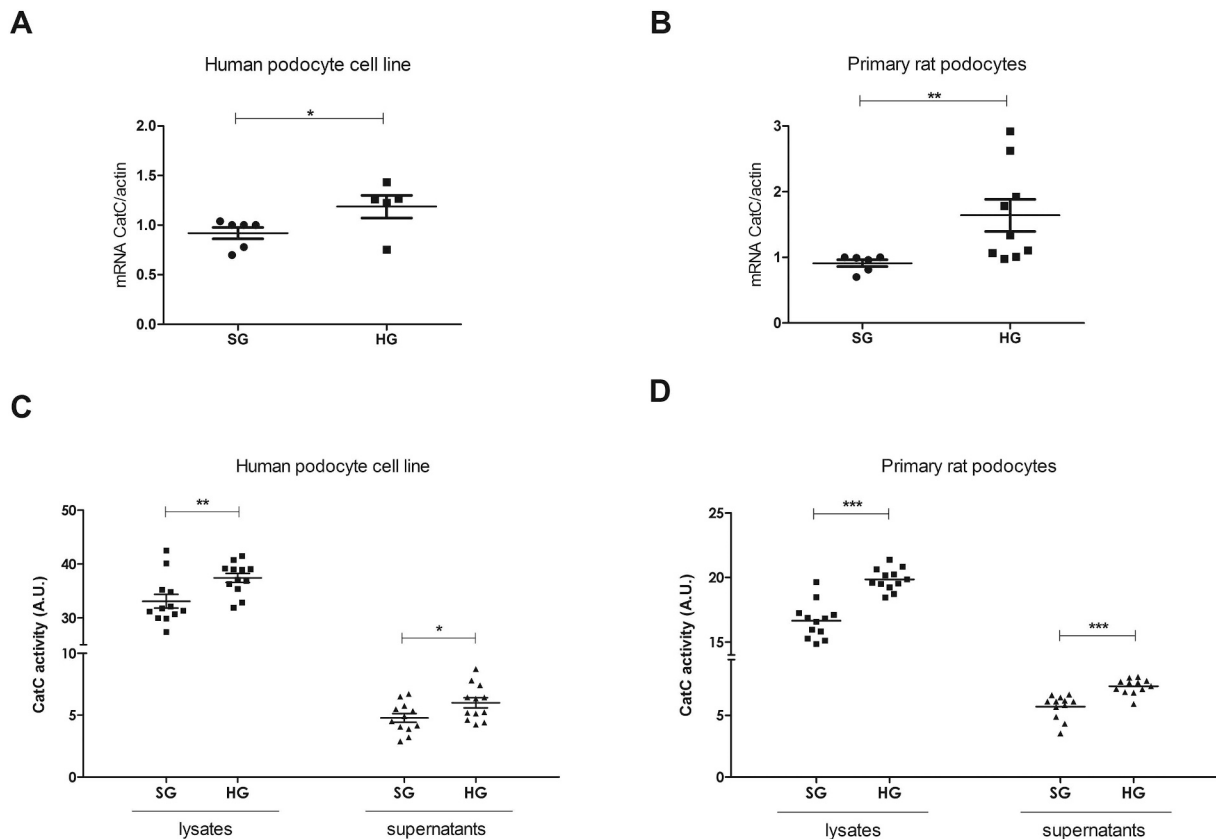 A
Human podocyte cell line
*
mRNA CatC/actin
2.0
1.5
1.0
0.5
0.0
SG HG
B
Primary rat podocytes
**
mRNA CatC/actin
3
2
1
0
SG HG
C
Human podocyte cell line
**
*
CatC activity (A.U.)
50
40
30
10
5
0
SG HG SG HG
lysates supernatants
D
Primary rat podocytes
***
***
CatC activity (A.U.)
25
20
15
5
0
SG HG SG HG
lysates supernatants